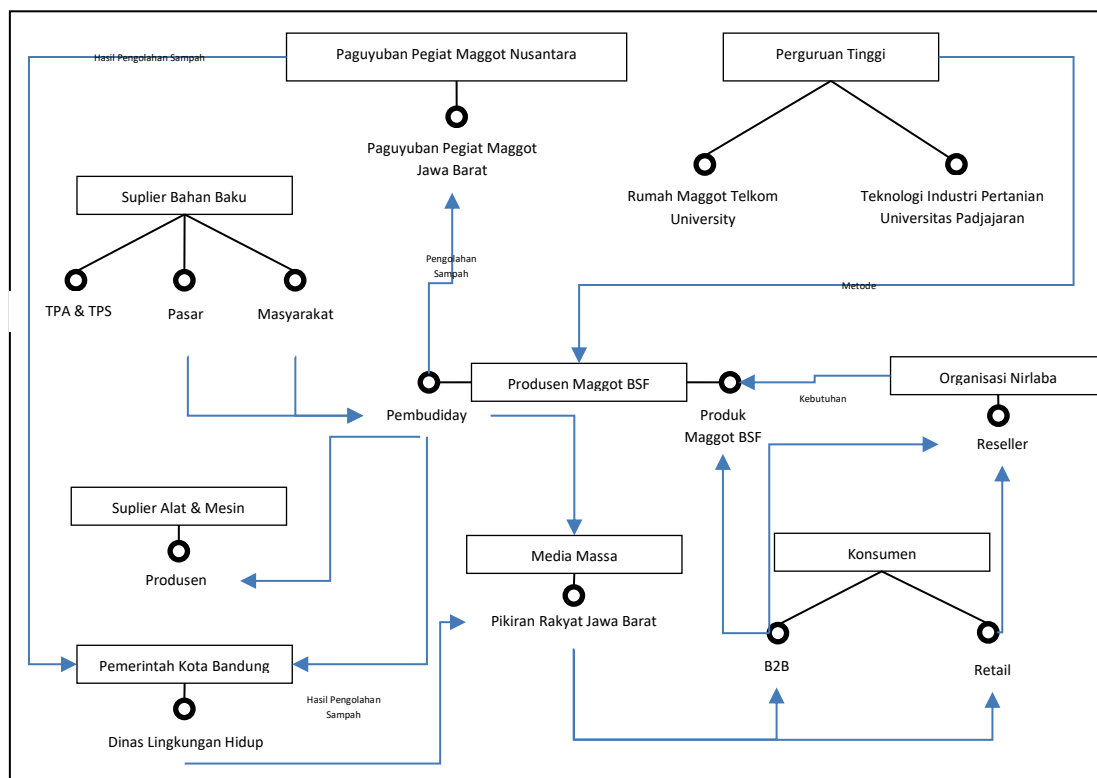 Hasil Pengolahan Sampah
Paguyuban Pegiat Maggot Nusantara
Perguruan Tinggi
Paguyuban Pegiat Maggot
Jawa Barat
Suplier Bahan Baku
Rumah Maggot Telkom
University
Teknologi Industri Pertanian
Universitas Padjajaran
Pengolahan
Sampah
Metode
TPA & TPS
Pasar
Masyarakat
Produsen Maggot BSF
Organisasi Nirlaba
Kebutuhan
Pembudiday
Produk
Maggot BSF
Reseller
Suplier Alat & Mesin
Media Massa
Konsumen
Produsen
Pikiran Rakyat Jawa Barat
Pemerintah Kota Bandung
B2B
Retail
Hasil Pengolahan
Sampah
Dinas Lingkungan Hidup